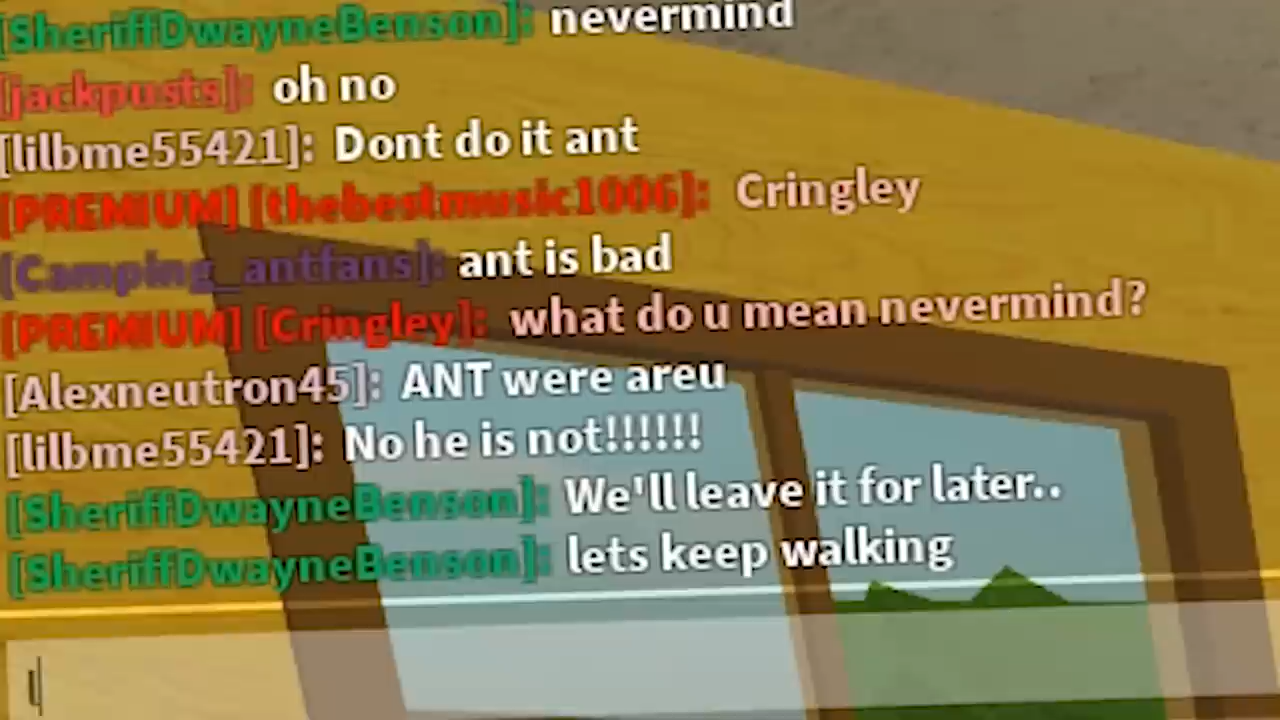 [SheriffDwayneBenson]: nevermind
[jackpusts]: oh no
[lilbme55421]: Dont do it ant
[PREMIUM] [thebestmusic1006]: Cringley
[Camping_antfans]: ant is bad
[PREMIUM] [Cringley]: what do u mean nevermind?
[Alexneutron45]: ANT were areu
[lilbme55421]: No he is not!!!!!!
[SheriffDwayneBenson]: We'll leave it for later..
[SheriffDwayneBenson]: lets keep walking